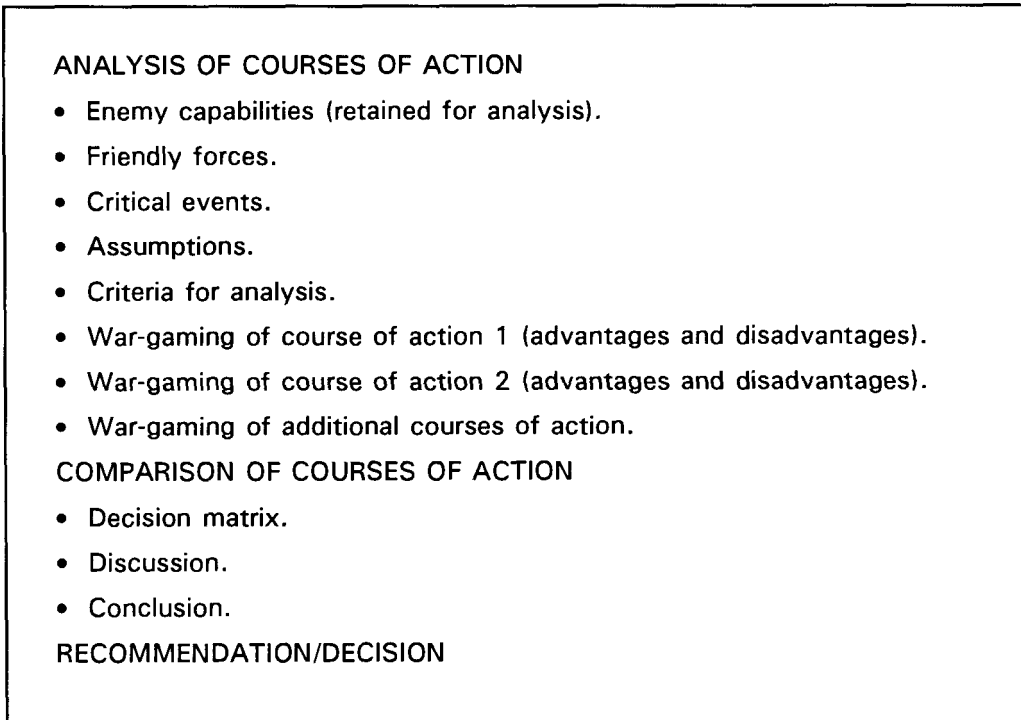 ANALYSIS OF COURSES OF ACTION
• Enemy capabilities (retained for analysis).
• Friendly forces.
• Critical events.
• Assumptions.
• Criteria for analysis.
• War-gaming of course of action 1 (advantages and disadvantages).
• War-gaming of course of action 2 (advantages and disadvantages).
• War-gaming of additional courses of action.
COMPARISON OF COURSES OF ACTION
• Decision matrix.
• Discussion.
• Conclusion.
RECOMMENDATION/DECISION